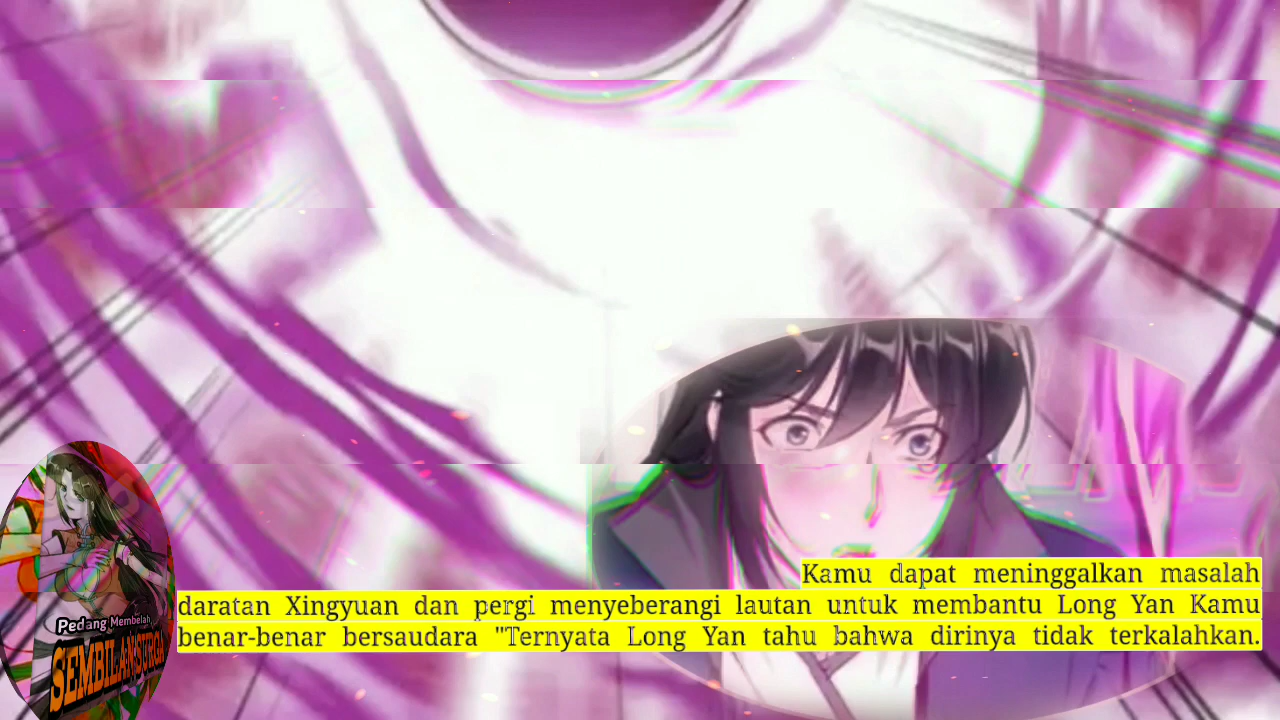 Kamu dapat meninggalkan masalah
daratan Xingyuan dan pergi menyeberangi lautan untuk membantu Long Yan Kamu
benar-benar bersaudara "Ternyata Long Yan tahu bahwa dirinya tidak terkalahkan.
Pedang Membelah
SEMBILAN SURGA